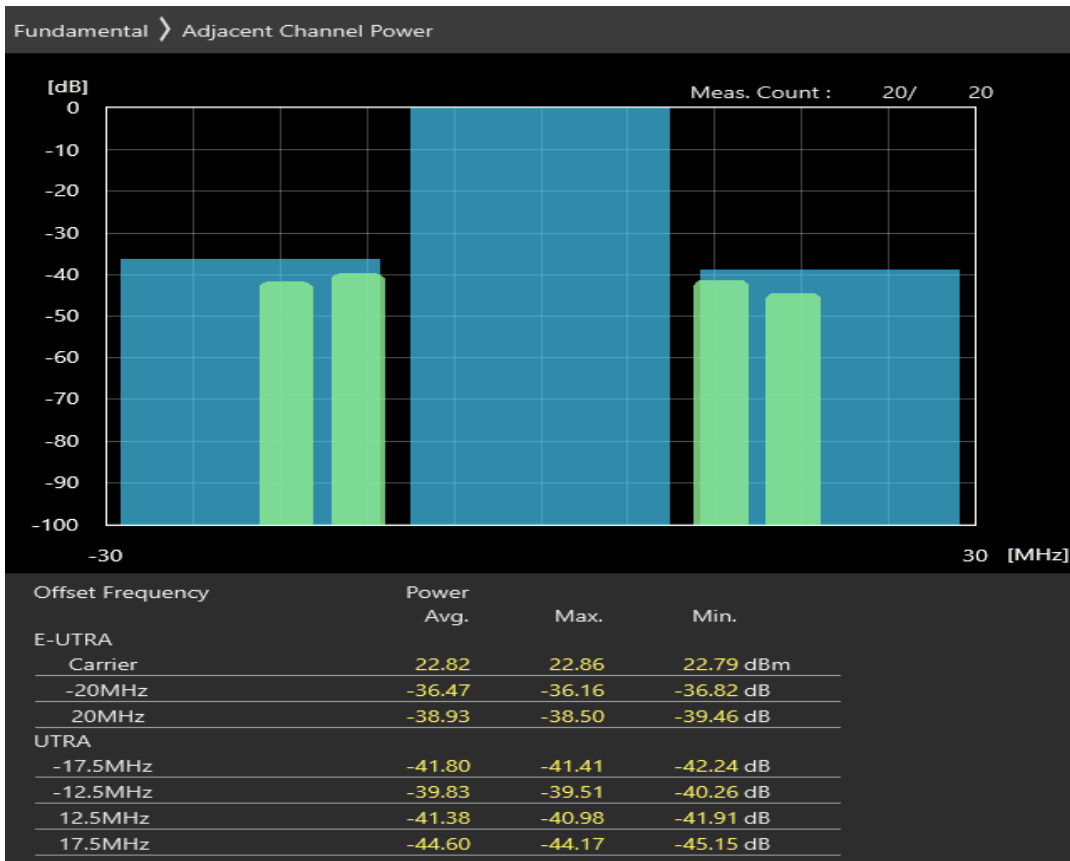 Fundamental ❭ Adjacent Channel Power
[dB]
Meas. Count : 20/ 20
0
-10
-20
-30
-40
-50
-60
-70
-80
-90
-100
-30 30 [MHz]
Offset Frequency Power
Avg. Max. Min.
E-UTRA
Carrier 22.82 22.86 22.79 dBm
-20MHz -36.47 -36.16 -36.82 dB
20MHz -38.93 -38.50 -39.46 dB
UTRA
-17.5MHz -41.80 -41.41 -42.24 dB
-12.5MHz -39.83 -39.51 -40.26 dB
12.5MHz -41.38 -40.98 -41.91 dB
17.5MHz -44.60 -44.17 -45.15 dB